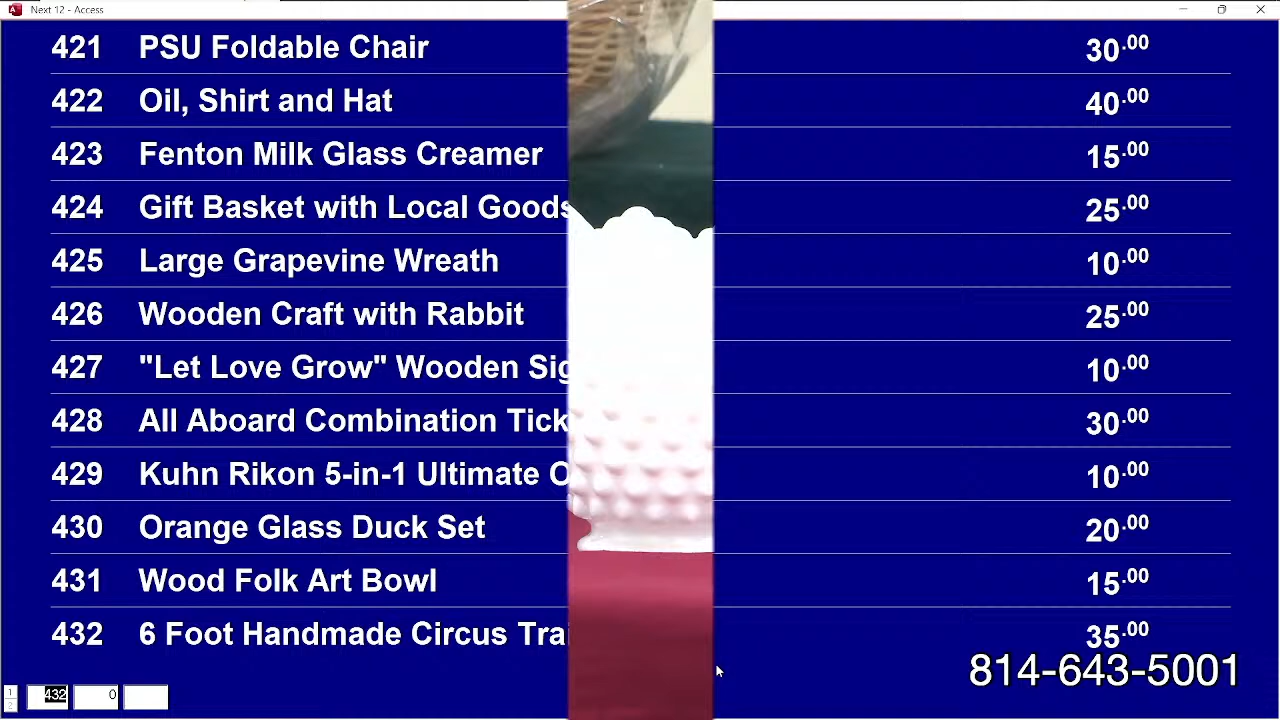 Next 12 - Access
421 PSU Foldable Chair 30.00
422 Oil, Shirt and Hat 40.00
423 Fenton Milk Glass Creamer 15.00
424 Gift Basket with Local Goods 25.00
425 Large Grapevine Wreath 10.00
426 Wooden Craft with Rabbit 25.00
427 "Let Love Grow" Wooden 10.00
428 All Aboard Combination 30.00
429 Kuhn Rikon 5-in-1 Ultimate 10.00
430 Orange Glass Duck Set 20.00
431 Wood Folk Art Bowl 15.00
432 6 Foot Handmade Circus 35.00
814-643-5001
1
2
432 0